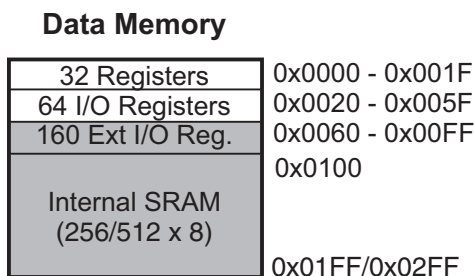 Data Memory
32 Registers 0x0000 - 0x001F
64 I/O Registers 0x0020 - 0x005F
160 Ext I/O Reg. 0x0060 - 0x00FF
0x0100
Internal SRAM
(256/512 x 8)
0x01FF/0x02FF